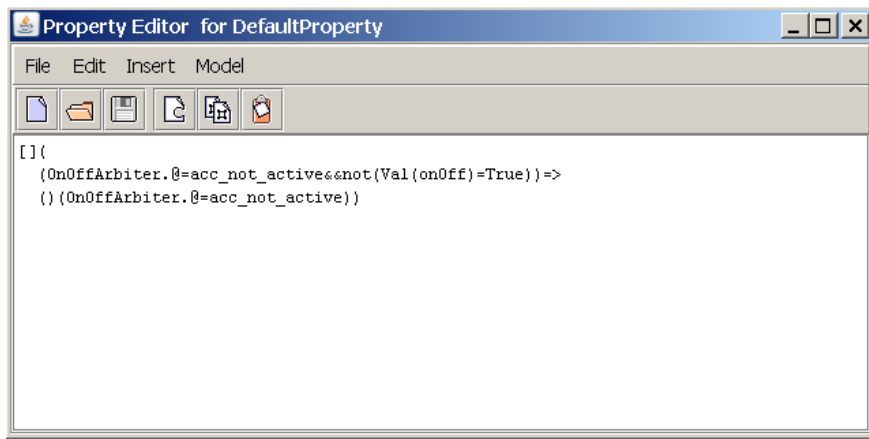 Property Editor for DefaultProperty
File Edit Insert Model
[](
(OnOffArbiter.@=acc_not_active&&not(Val(onOff)=True))=>
()(OnOffArbiter.@=acc_not_active))